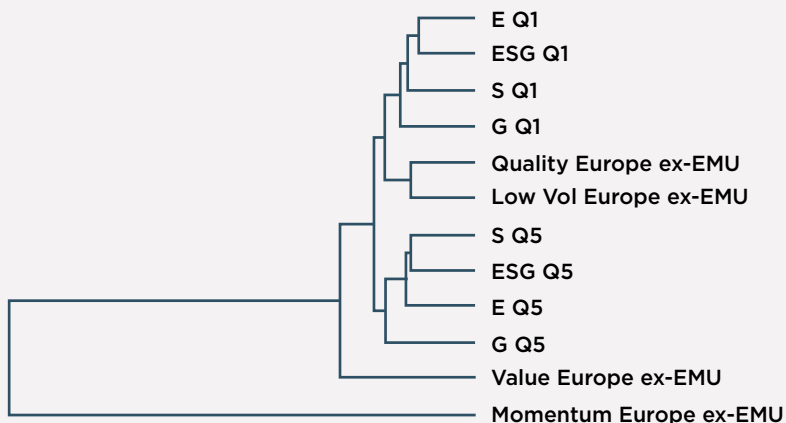 E Q1
ESG Q1
S Q1
G Q1
Quality Europe ex-EMU
Low Vol Europe ex-EMU
S Q5
ESG Q5
E Q5
G Q5
Value Europe ex-EMU
Momentum Europe ex-EMU